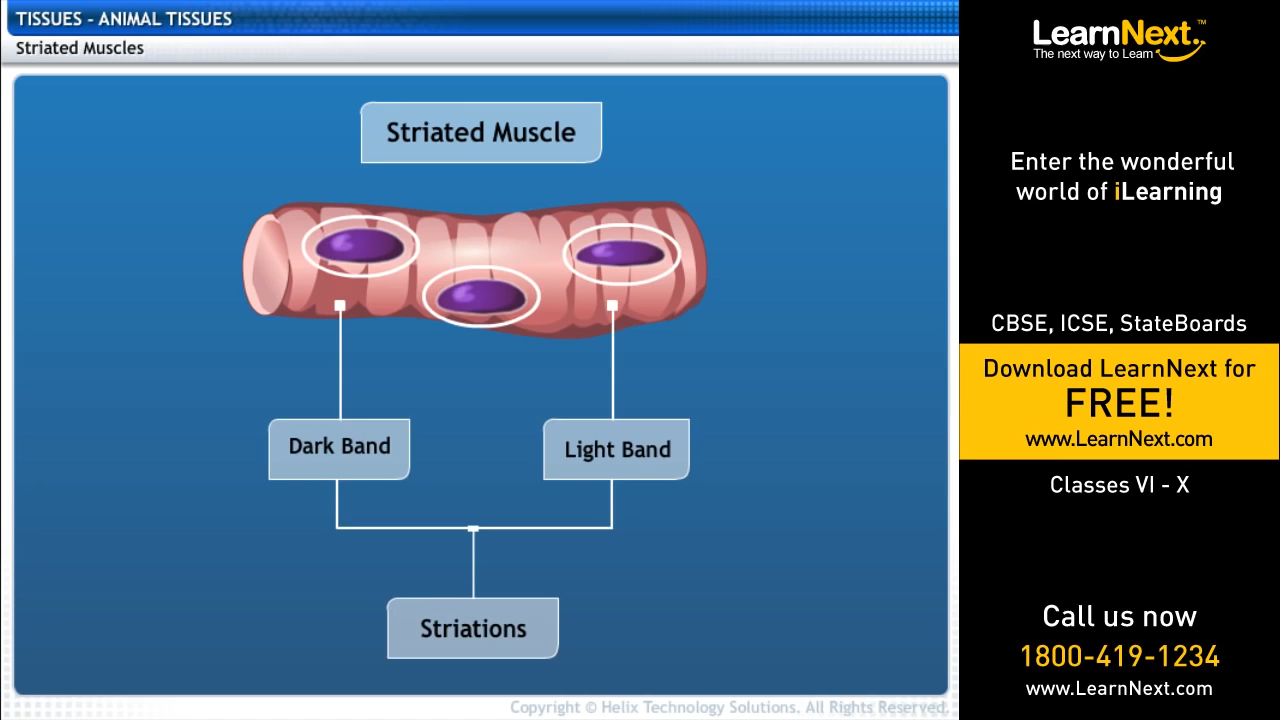 TISSUES - ANIMAL TISSUES
Striated Muscles
Striated Muscle
Dark Band
Light Band
Striations
Copyright © Helix Technology Solutions. All Rights Reserved.
LearnNext.™
The next way to Learn
Enter the wonderful
world of iLearning
CBSE, ICSE, StateBoards
Download LearnNext for
FREE!
www.LearnNext.com
Classes VI - X
Call us now
1800-419-1234
www.LearnNext.com